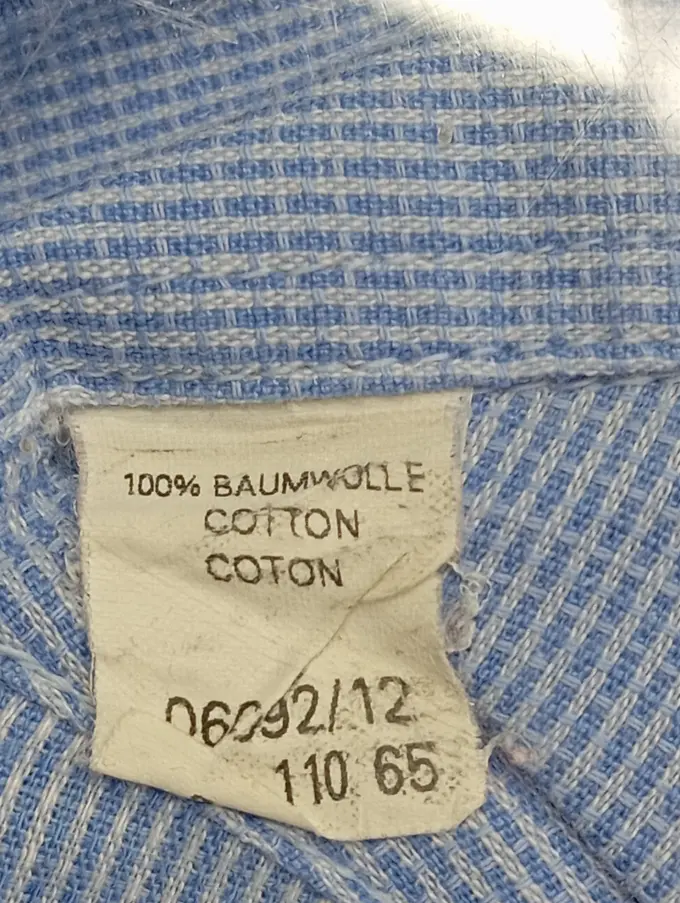 100% BAUMWOLLE
COTTON
COTON
06092/12
110 65